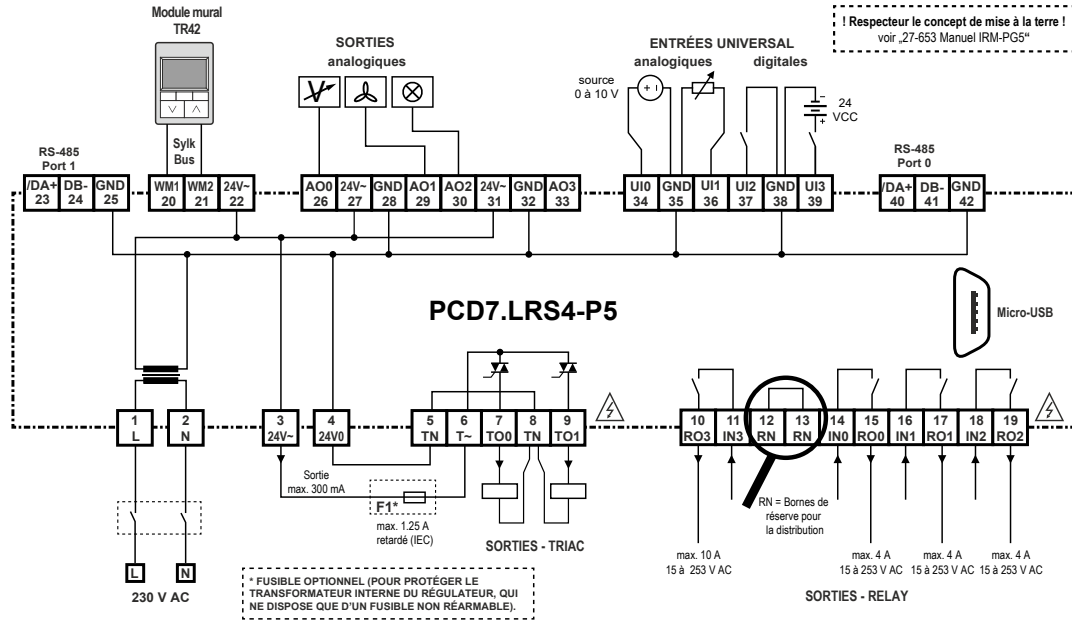 Module mural
TR42
SORTIES
analogiques
ENTRÉES UNIVERSAL
analogiques digitales
! Respecteur le concept de mise à la terre !
voir „27-653 Manuel IRM-PG5“
source
0 à 10 V
24
VCC
Sylk
Bus
RS-485
Port 1
RS-485
Port 0
/DA+ DB- GND
23 24 25
WM1 WM2 24V~
20 21 22
AO0 24V~ GND AO1 AO2 24V~ GND AO3
26 27 28 29 30 31 32 33
UI0 GND UI1 UI2 GND UI3
34 35 36 37 38 39
/DA+ DB- GND
40 41 42
PCD7.LRS4-P5
Micro-USB
1 2
L N
3 4
24V~ 24V0
5 6 7 8 9
TN T~ TO0 TN TO1
10 11 12 13 14 15 16 17 18 19
RO3 IN3 RN RN IN0 RO0 IN1 RO1 IN2 RO2
Sortie
max. 300 mA
F1*
max. 1.25 A
retardé (IEC)
SORTIES - TRIAC
RN = Bornes de
réserve pour
la distribution
L N
230 V AC
* FUSIBLE OPTIONNEL (POUR PROTÉGER LE
TRANSFORMATEUR INTERNE DU RÉGULATEUR, QUI
NE DISPOSE QUE D'UN FUSIBLE NON RÉARMABLE).
max. 10 A
15 à 253 V AC
max. 4 A max. 4 A max. 4 A
15 à 253 V AC 15 à 253 V AC 15 à 253 V AC
SORTIES - RELAY